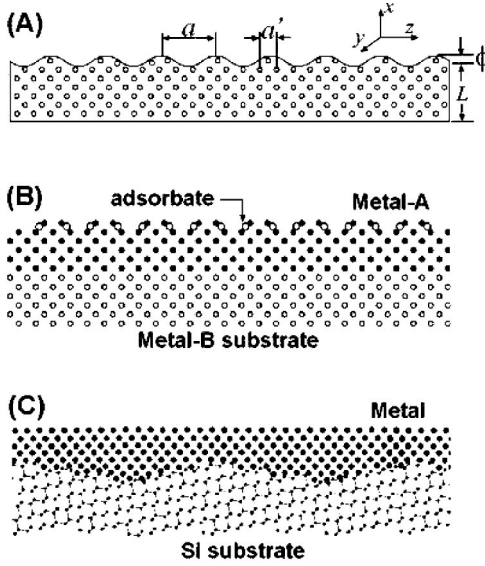 (A)
a
a'
x
y
z
L
(B)
adsorbate
Metal-A
Metal-B substrate
(C)
Metal
Si substrate